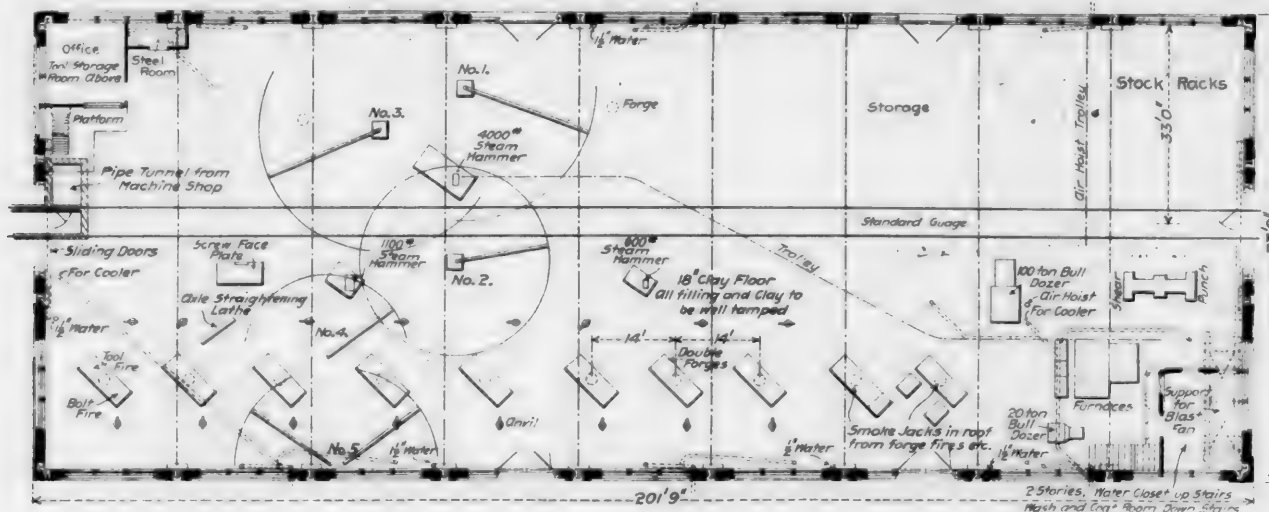 Office
Tool Storage
Room Above
Steel
Room
Platform
Pipe Tunnel from
Machine Shop
No.1.
No.3.
4000#
Steam
Hammer
Forge
1½" Water
Storage
Air Hoist Trolley
Stock Racks
33'0"
Standard Guage
Sliding Doors
For Cooler
Screw Face
Plate
1100#
Steam
Hammer
No.2.
600#
Steam
Hammer
Trolley
18" Clay Floor
All filling and Clay to
be well tamped
100 ton Bull
Dozer
Air Hoist
For Cooler
Shear
Punch
Axle Straightening
Lathe
1½" Water
No.4.
14'
14'
Double
Forges
Tool
Fire
Bolt
Fire
Anvil
No.5.
1½" Water
Smoke Jacks in roof
from forge fires etc.
½" Water
20 ton
Bull
Dozer
Furnaces
Support
for
Blast
Fan
1½" Water
201'9"
2 Stories, Water Closet up Stairs
Wash and Coat Room Down Stairs